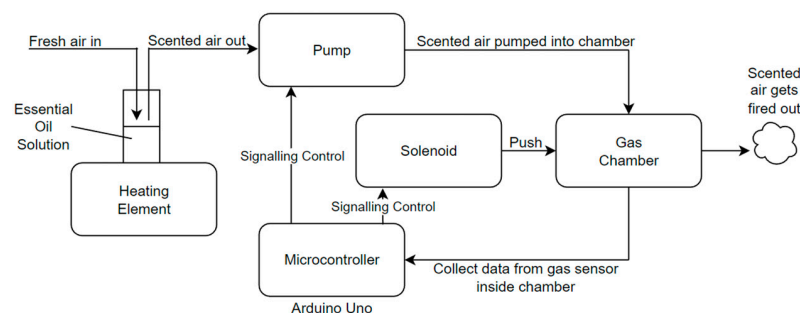 Fresh air in
Scented air out
Pump
Scented air pumped into chamber
Scented
air gets
fired out
Essential
Oil
Solution
Signalling Control
Solenoid
Push
Gas
Chamber
Heating
Element
Signalling Control
Microcontroller
Collect data from gas sensor
inside chamber
Arduino Uno